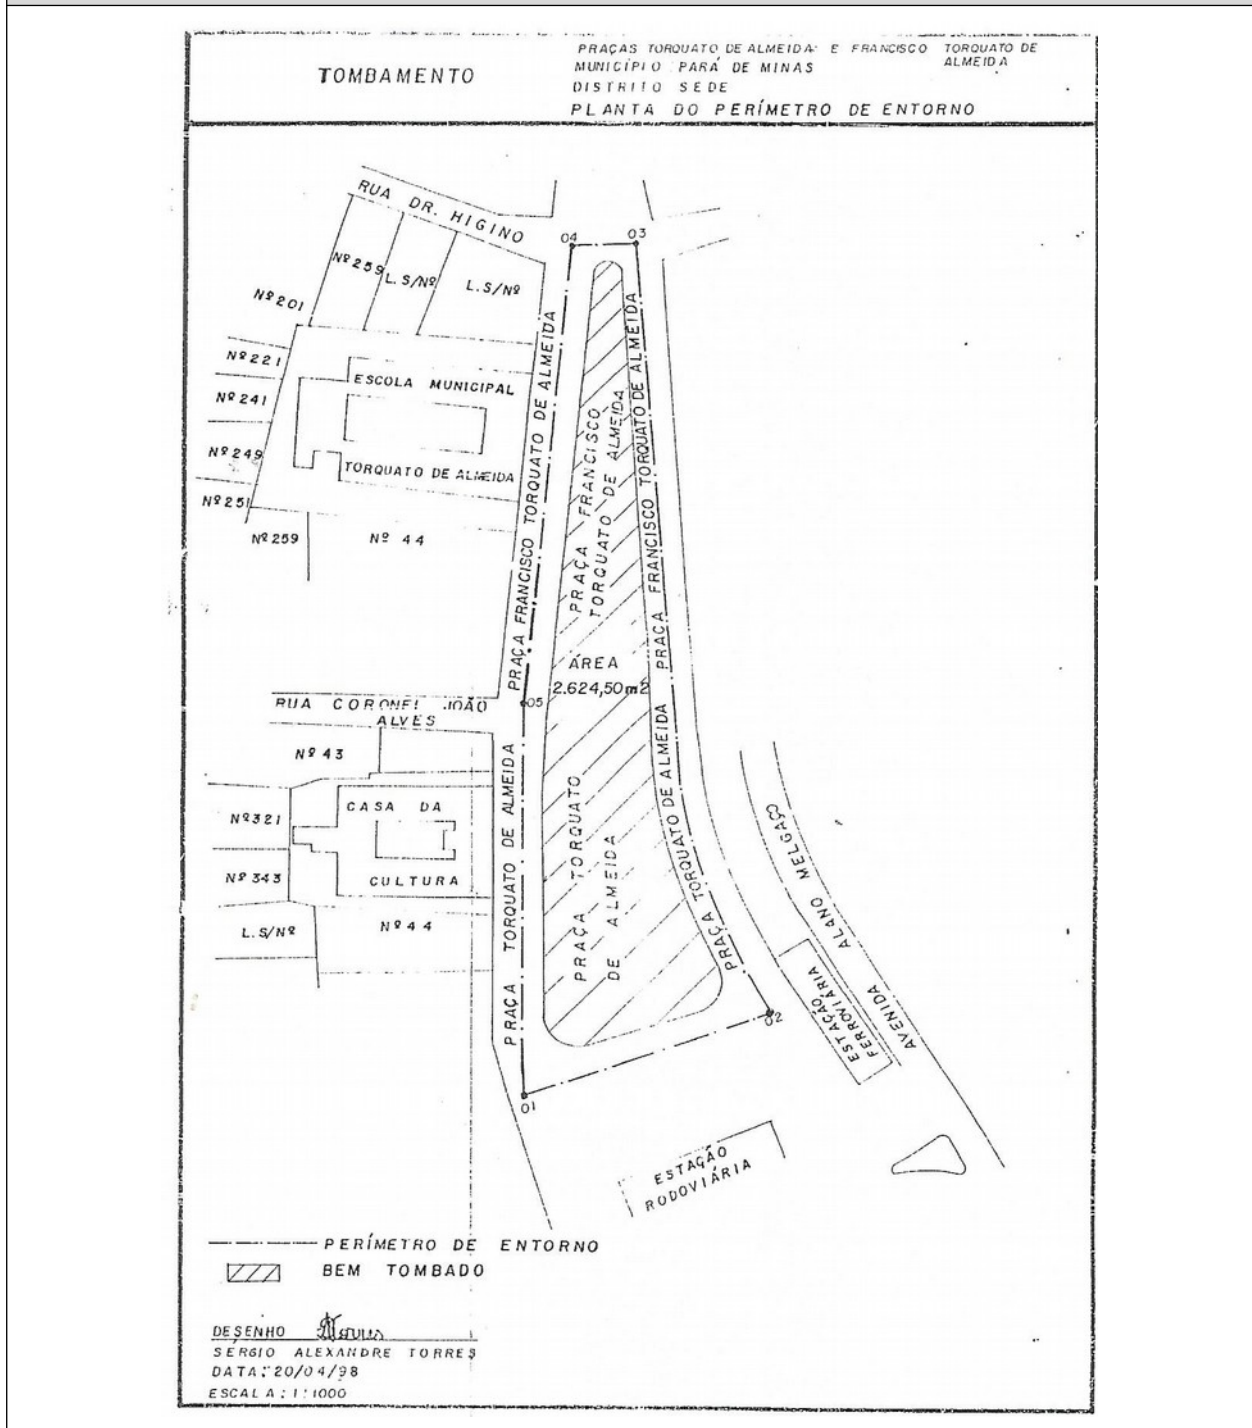 TOMBAMENTO
PRAÇAS TORQUATO DE ALMEIDA E FRANCISCO TORQUATO DE ALMEIDA
MUNICÍPIO PARÁ DE MINAS
DISTRITO SEDE
PLANTA DO PERÍMETRO DE ENTORNO
RUA DR. HIGINO
04
03
Nº 259
L. S/Nº
L. S/Nº
Nº 201
Nº 221
Nº 241
Nº 249
Nº 251
Nº 259
Nº 44
ESCOLA MUNICIPAL
TORQUATO DE ALMEIDA
PRAÇA FRANCISCO TORQUATO DE ALMEIDA
PRAÇA FRANCISCO
TORQUATO DE ALMEIDA
PRAÇA FRANCISCO TORQUATO DE ALMEIDA
ÁREA
2.624,50m2
05
RUA CORONEL JOÃO
ALVES
Nº 43
Nº 321
CASA DA
CULTURA
Nº 343
L. S/Nº
Nº 44
PRAÇA TORQUATO DE ALMEIDA
PRAÇA TORQUATO
DE ALMEIDA
PRAÇA TORQUATO DE ALMEIDA
AVENIDA ALANO MELGAÇO
ESTAÇÃO
FERROVIÁRIA
02
01
ESTAÇÃO
RODOVIÁRIA
PERÍMETRO DE ENTORNO
BEM TOMBADO
DESENHO
SÉRGIO ALEXANDRE TORRES
DATA: 20/04/98
ESCALA: 1:1000